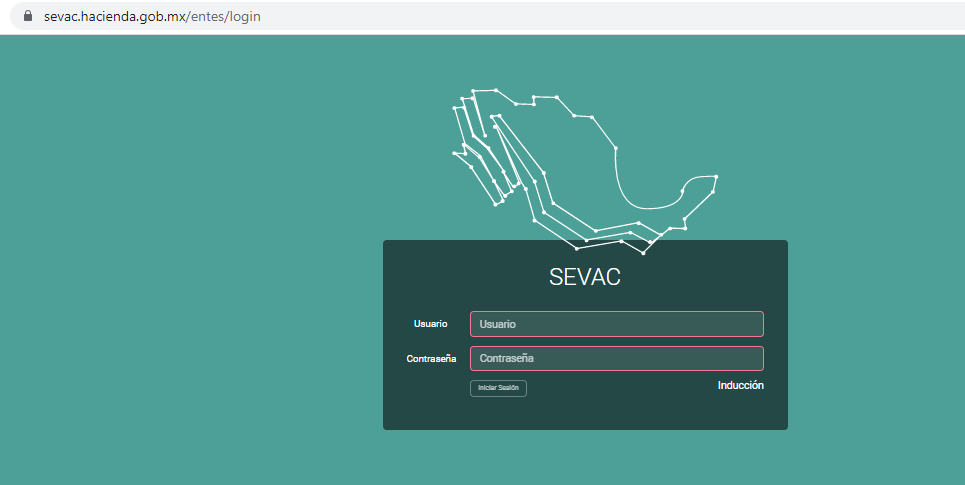 sevac.hacienda.gob.mx/entes/login
SEVAC
Usuario Usuario
Contraseña Contraseña
Iniciar Sesión Inducción